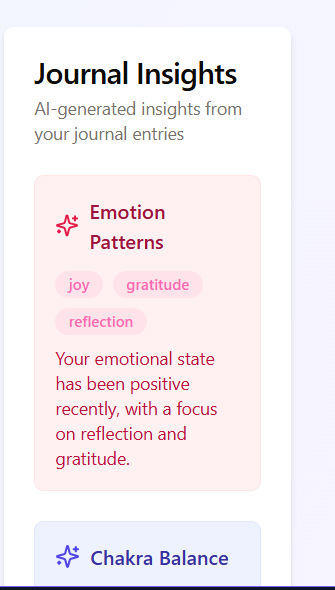 Journal Insights
AI-generated insights from
your journal entries
Emotion
Patterns
joy gratitude
reflection
Your emotional state
has been positive
recently, with a focus
on reflection and
gratitude.
Chakra Balance